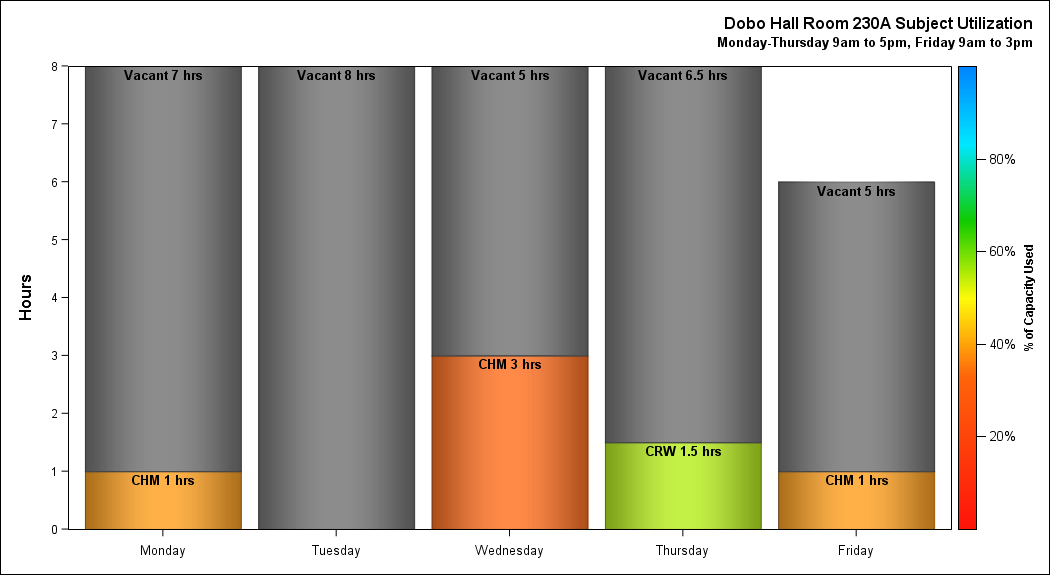 Dobo Hall Room 230A Subject Utilization
Monday-Thursday 9am to 5pm, Friday 9am to 3pm
Hours
8
7
6
5
4
3
2
1
0
Vacant 7 hrs
CHM 1 hrs
Vacant 8 hrs
Vacant 5 hrs
CHM 3 hrs
Vacant 6.5 hrs
CRW 1.5 hrs
Vacant 5 hrs
CHM 1 hrs
Monday
Tuesday
Wednesday
Thursday
Friday
80%
60%
40%
20%
% of Capacity Used